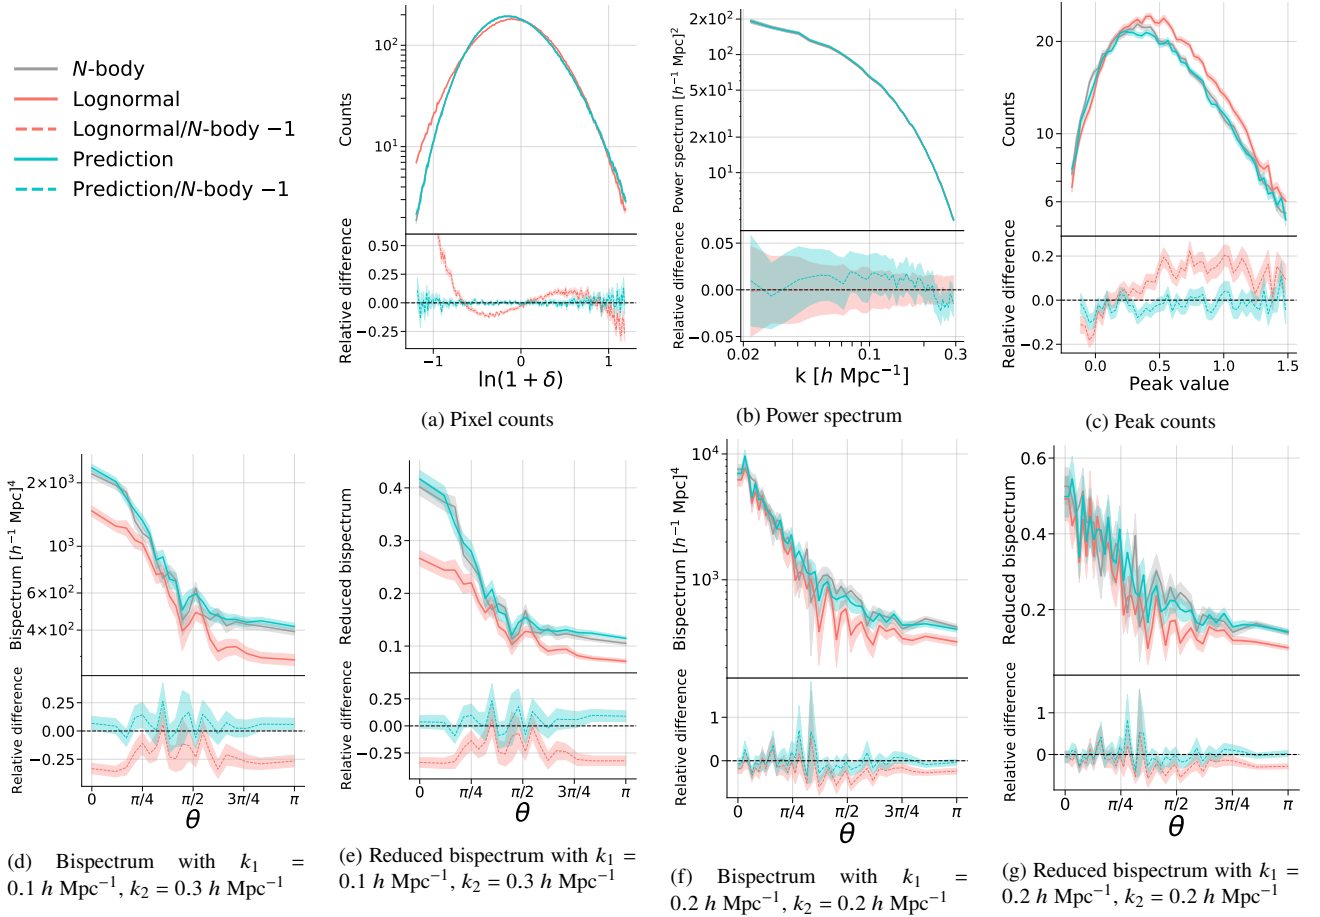 N-body
Lognormal
Lognormal/N-body −1
Prediction
Prediction/N-body −1
Counts
10²
10¹
Relative difference
0.50
0.25
0.00
−0.25
−1
0
1
ln(1 + δ)
(a) Pixel counts
Power spectrum [h⁻¹ Mpc]²
2×10²
10²
5×10¹
2×10¹
10¹
Relative difference
0.05
0.00
−0.05
0.02
0.1
0.3
k [h Mpc⁻¹]
(b) Power spectrum
Counts
20
10
6
Relative difference
0.2
0.0
−0.2
0.0
0.5
1.0
1.5
Peak value
(c) Peak counts
Bispectrum [h⁻¹ Mpc]⁴
2×10³
10³
6×10²
4×10²
Relative difference
0.25
0.00
−0.25
0
π/4
π/2
3π/4
π
θ
(d) Bispectrum with k₁ =
0.1 h Mpc⁻¹, k₂ = 0.3 h Mpc⁻¹
Reduced bispectrum
0.4
0.3
0.2
0.1
Relative difference
0.25
0.00
−0.25
0
π/4
π/2
3π/4
π
θ
(e) Reduced bispectrum with k₁ =
0.1 h Mpc⁻¹, k₂ = 0.3 h Mpc⁻¹
Bispectrum [h⁻¹ Mpc]⁴
10⁴
10³
Relative difference
1
0
0
π/4
π/2
3π/4
π
θ
(f) Bispectrum with k₁ =
0.2 h Mpc⁻¹, k₂ = 0.2 h Mpc⁻¹
Reduced bispectrum
0.6
0.4
0.2
Relative difference
1
0
0
π/4
π/2
3π/4
π
θ
(g) Reduced bispectrum with k₁ =
0.2 h Mpc⁻¹, k₂ = 0.2 h Mpc⁻¹